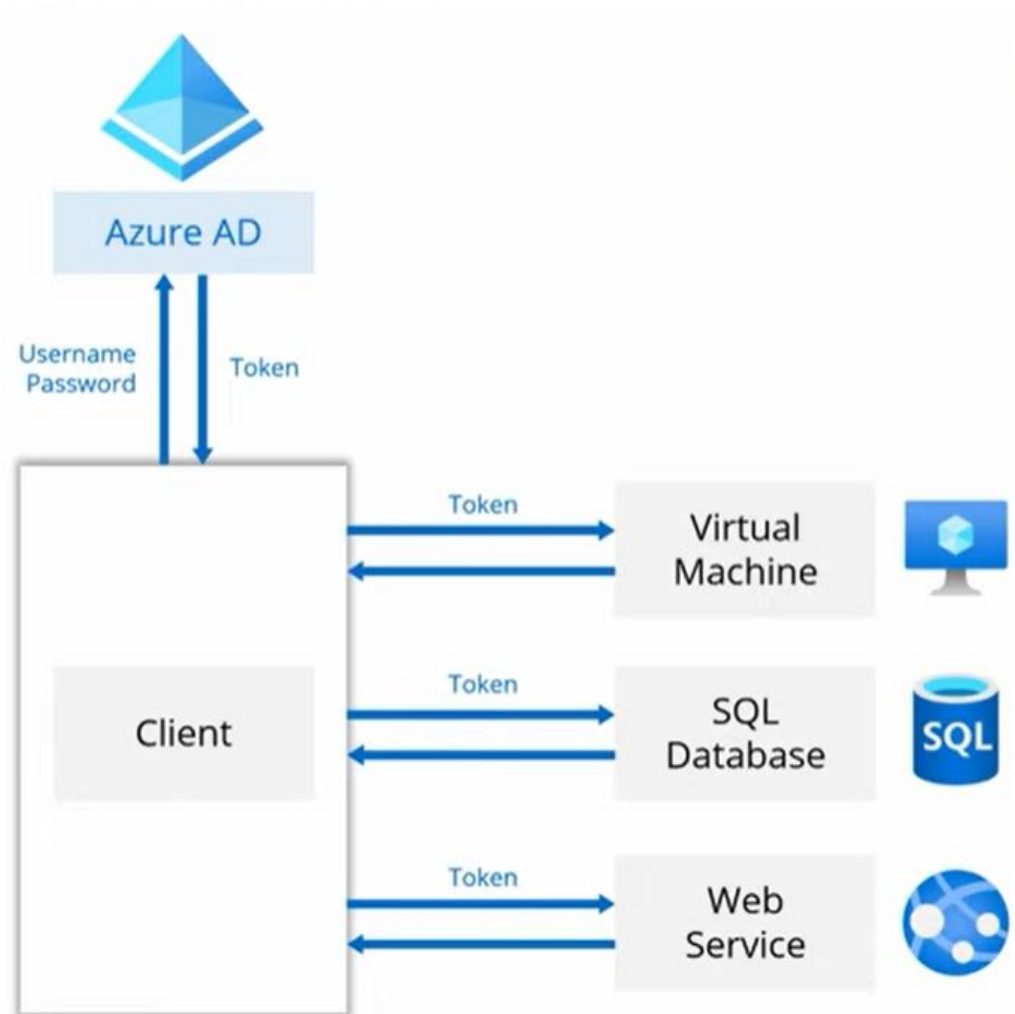 Azure AD
Username
Password
Token
Token
Virtual
Machine
Client
Token
SQL
Database
SQL
Token
Web
Service